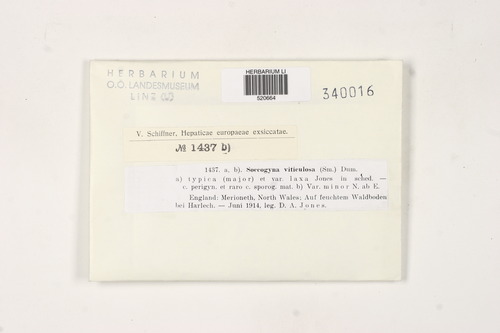 HERBARIUM
O.Ö. LANDESMUSEUM
LINZ
HERBARIUM LI
520664
340016
V. Schiffner, Hepaticae europaeae exsiccatae.
№ 1437 b)
1437. a, b). Saccogyna viticulosa (Sm.) Dum.
a) typica (major) et var. laxa Jones in sched. —
c. perigyn. et raro c. sporog. mat. b) Var. minor N. ab E.
England: Merioneth, North Wales; Auf feuchtem Waldboden
bei Harlech. — Juni 1914, leg. D. A. Jones.